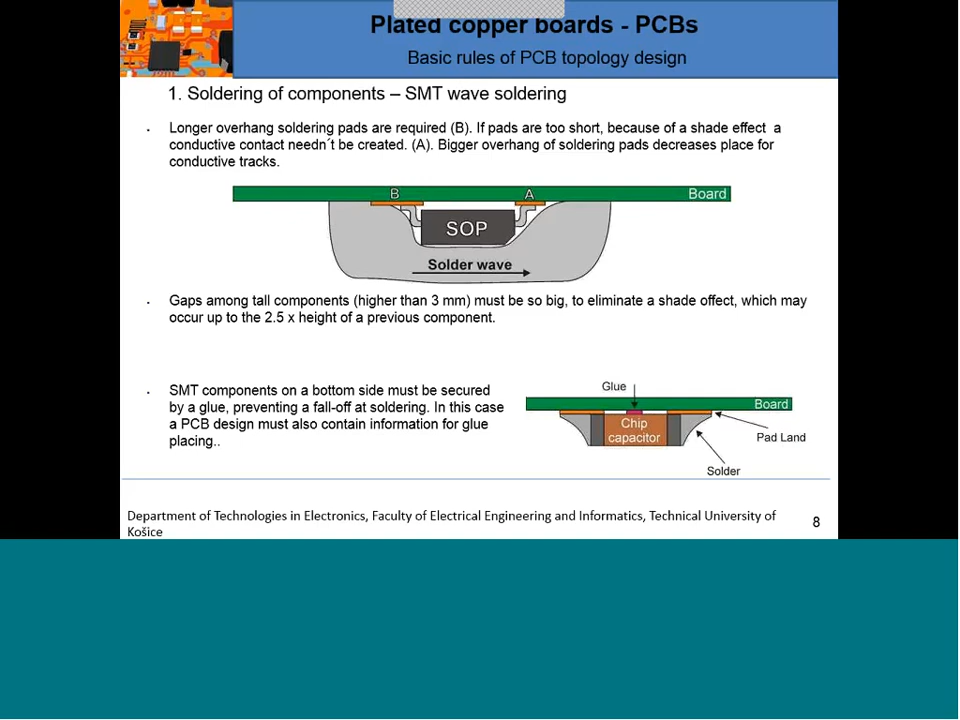 Plated copper boards - PCBs
Basic rules of PCB topology design
1. Soldering of components – SMT wave soldering
Longer overhang soldering pads are required (B). If pads are too short, because of a shade effect a
conductive contact needn´t be created. (A). Bigger overhang of soldering pads decreases place for
conductive tracks.
B
A
Board
SOP
Solder wave
Gaps among tall components (higher than 3 mm) must be so big, to eliminate a shade offect, which may
occur up to the 2.5 x height of a previous component.
SMT components on a bottom side must be secured
by a glue, preventing a fall-off at soldering. In this case
a PCB design must also contain information for glue
placing..
Glue
Board
Chip
capacitor
Pad Land
Solder
Department of Technologies in Electronics, Faculty of Electrical Engineering and Informatics, Technical University of
Košice
8